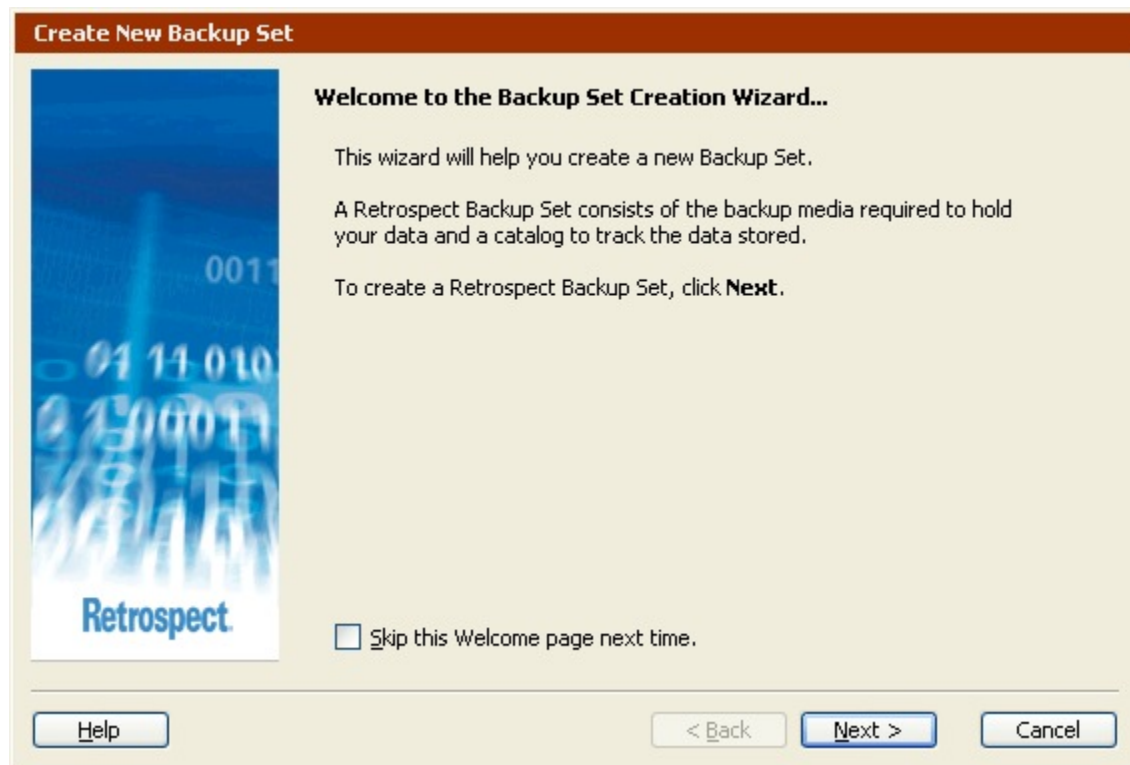 Create New Backup Set
Welcome to the Backup Set Creation Wizard...
This wizard will help you create a new Backup Set.
A Retrospect Backup Set consists of the backup media required to hold
your data and a catalog to track the data stored.
To create a Retrospect Backup Set, click Next.
0011
01 11 010
0 1 00011
Retrospect.
Skip this Welcome page next time.
Help
< Back
Next >
Cancel